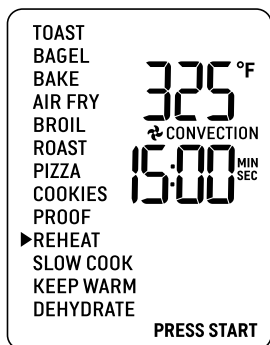 TOAST
BAGEL
BAKE
AIR FRY
BROIL
ROAST
PIZZA
COOKIES
PROOF
▶REHEAT
SLOW COOK
KEEP WARM
DEHYDRATE
325 °F
CONVECTION
15:00 MIN SEC
PRESS START